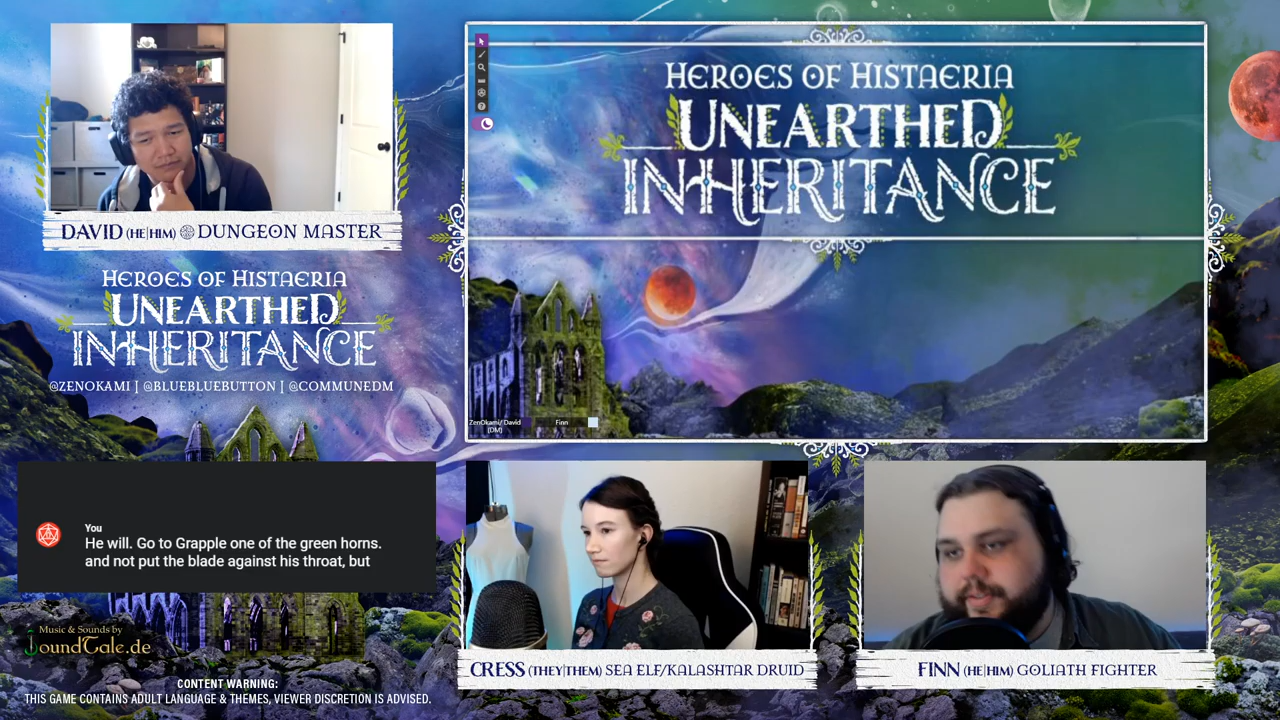 DAVID (HE|HIM) DUNGEON MASTER
HEROES OF HISTAERIA
UNEARTHED
INHERITANCE
@ZENOKAMI | @BLUEBLUEBUTTON | @COMMUNEDM
You
He will. Go to Grapple one of the green horns.
and not put the blade against his throat, but
Music & Sounds by
SoundTale.de
CONTENT WARNING:
THIS GAME CONTAINS ADULT LANGUAGE & THEMES, VIEWER DISCRETION IS ADVISED.
HEROES OF HISTAERIA
UNEARTHED
INHERITANCE
ZenOkami/ David
(DM)
Finn
CRESS (THEY|THEM) SEA ELF/KALASHTAR DRUID
FINN (HE|HIM) GOLIATH FIGHTER